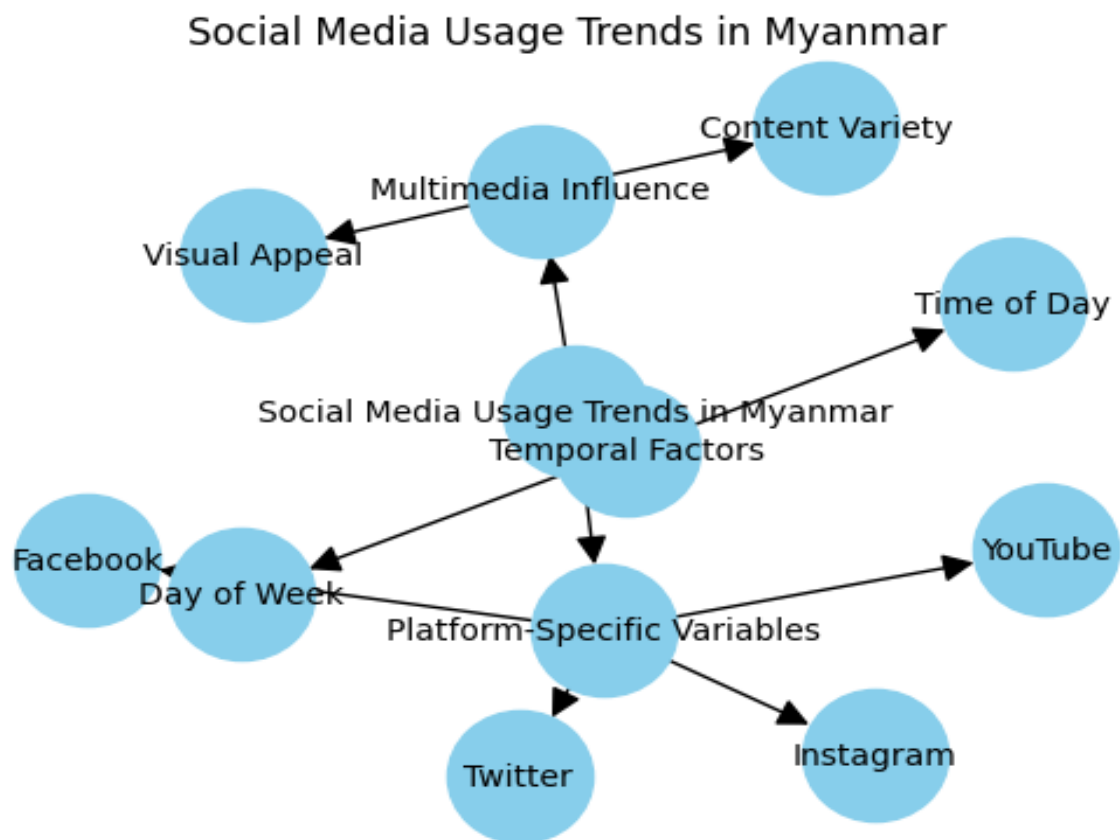 Social Media Usage Trends in Myanmar
Content Variety
Multimedia Influence
Visual Appeal
Time of Day
Social Media Usage Trends in Myanmar
Temporal Factors
YouTube
Facebook
Day of Week
Platform-Specific Variables
Instagram
Twitter